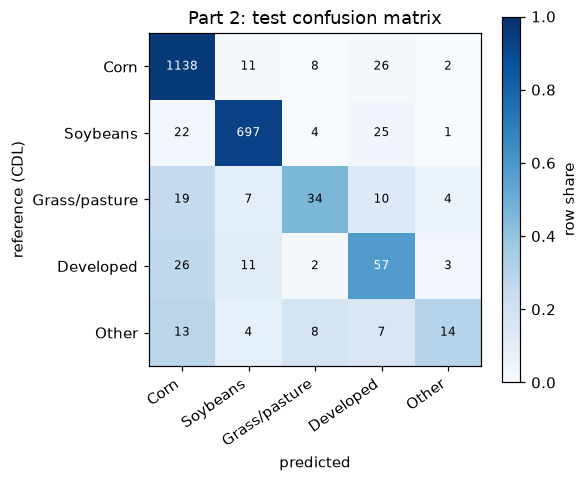 Part 2: test confusion matrix
Corn 1138 11 8 26 2
Soybeans 22 697 4 25 1
Grass/pasture 19 7 34 10 4
Developed 26 11 2 57 3
Other 13 4 8 7 14
Corn Soybeans Grass/pasture Developed Other
predicted
reference (CDL)
1.0
0.8
0.6
0.4
0.2
0.0
row share